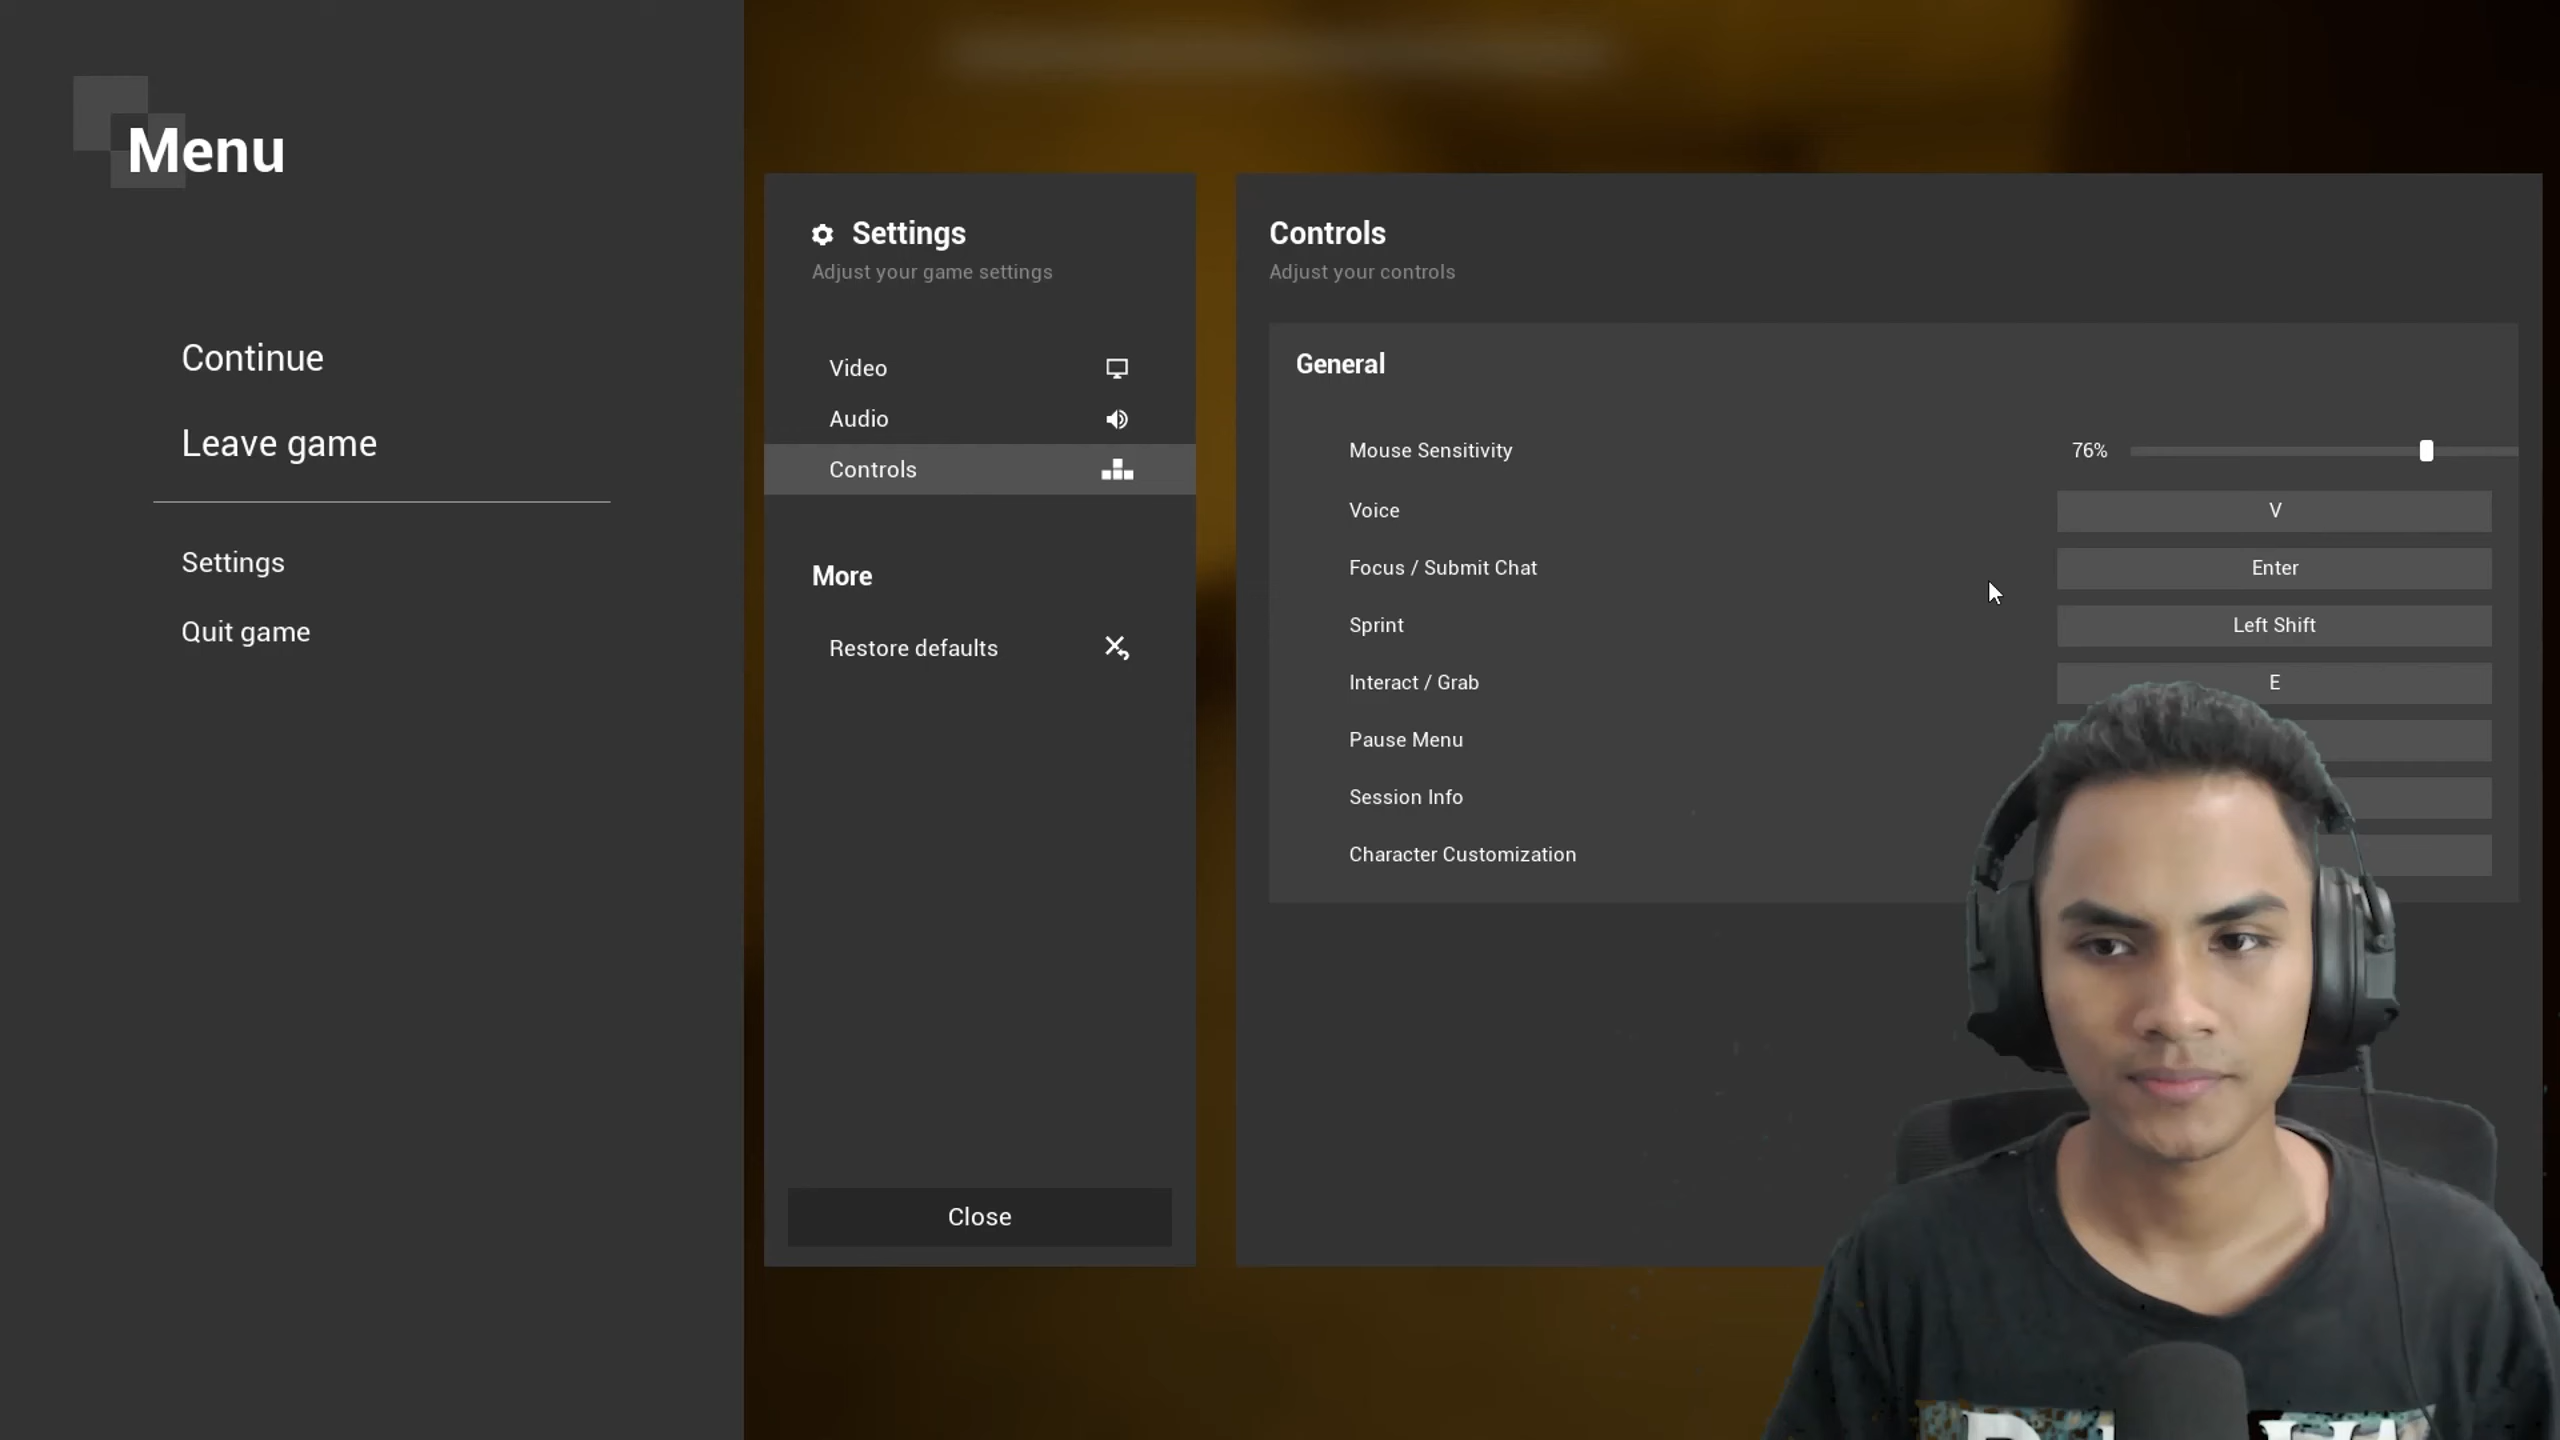 Menu
Continue
Leave game
Settings
Quit game
Settings
Adjust your game settings
Video
Audio
Controls
More
Restore defaults
Close
Controls
Adjust your controls
General
Mouse Sensitivity 76%
Voice V
Focus / Submit Chat Enter
Sprint Left Shift
Interact / Grab E
Pause Menu
Session Info
Character Customization